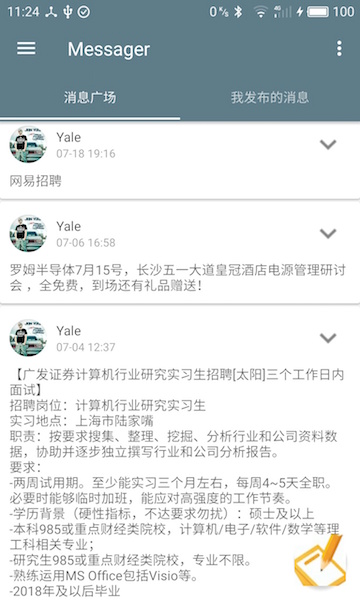 11:24 0%s 4G 100
Messager
消息广场 我发布的消息
Yale
07-18 19:16
网易招聘
Yale
07-06 16:58
罗姆半导体7月15号，长沙五一大道皇冠酒店电源管理研讨
会 ，全免费，到场还有礼品赠送！
Yale
07-04 12:37
【广发证券计算机行业研究实习生招聘[太阳]三个工作日内
面试】
招聘岗位：计算机行业研究实习生
实习地点：上海市陆家嘴
职责：按要求搜集、整理、挖掘、分析行业和公司资料数
据，协助并逐步独立撰写行业和公司分析报告。
要求：
-两周试用期。至少能实习三个月左右，每周4~5天全职。
必要时能够临时加班，能应对高强度的工作节奏。
-学历背景（硬性指标，不达要求勿扰）：硕士及以上
-本科985或重点财经类院校，计算机/电子/软件/数学等理
工科相关专业；
-研究生985或重点财经类院校，专业不限。
-熟练运用MS Office包括Visio等。
-2018年及以后毕业